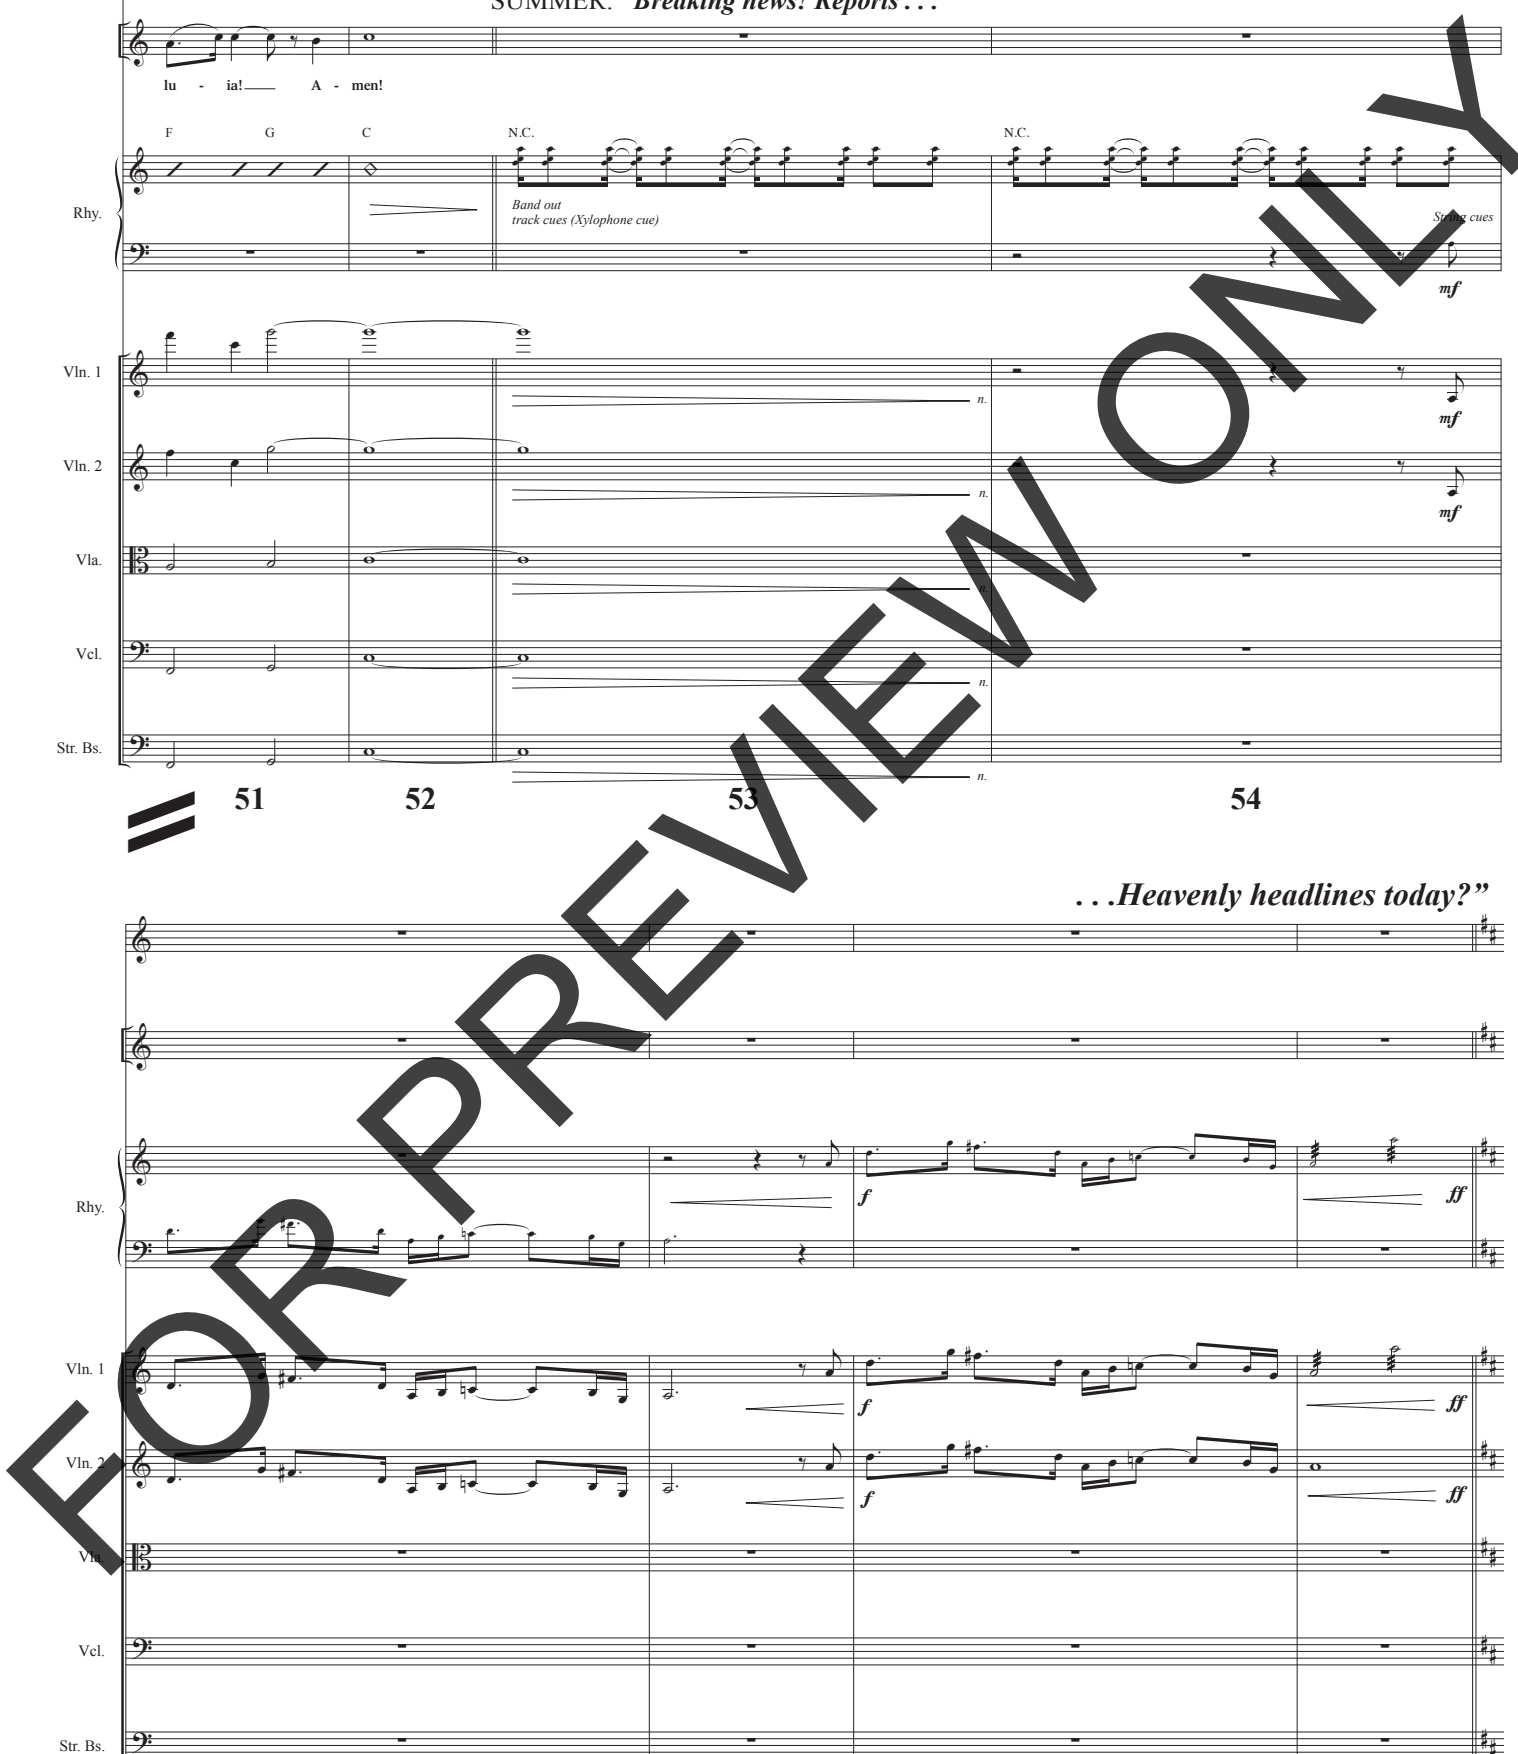 SUMMER: "Breaking news! Reports . . .
lu - ia! A - men!
F G C N.C. N.C.
Rhy.
Band out
track cues (Xylophone cue)
String cues
mf
Vln. 1
n.
mf
Vln. 2
n.
mf
Vla.
n.
Vcl.
n.
Str. Bs.
n.
51 52 53 54
. . .Heavenly headlines today?”
Rhy.
f ff
Vln. 1
f ff
Vln. 2
f ff
Vla.
Vcl.
Str. Bs.
FOR PREVIEW ONLY